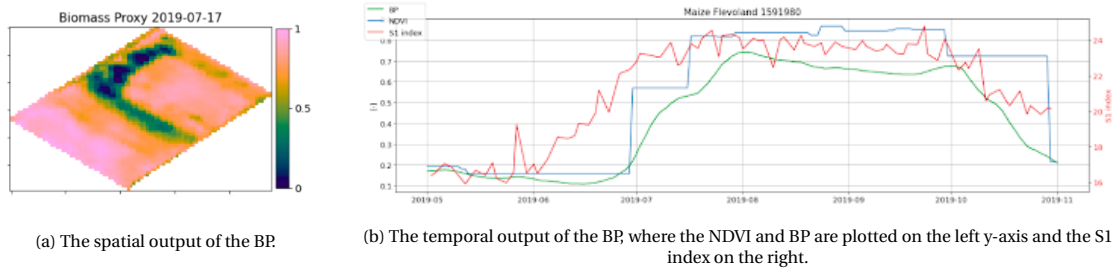 Biomass Proxy 2019-07-17
1
0.5
0
(a) The spatial output of the BP.
Maize Flevoland 1591980
BP
NDVI
S1 index
0.8
0.7
0.6
0.5
0.4
0.3
0.2
0.1
[-]
24
22
20
18
16
S1 index
2019-05
2019-06
2019-07
2019-08
2019-09
2019-10
2019-11
(b) The temporal output of the BP, where the NDVI and BP are plotted on the left y-axis and the S1
index on the right.